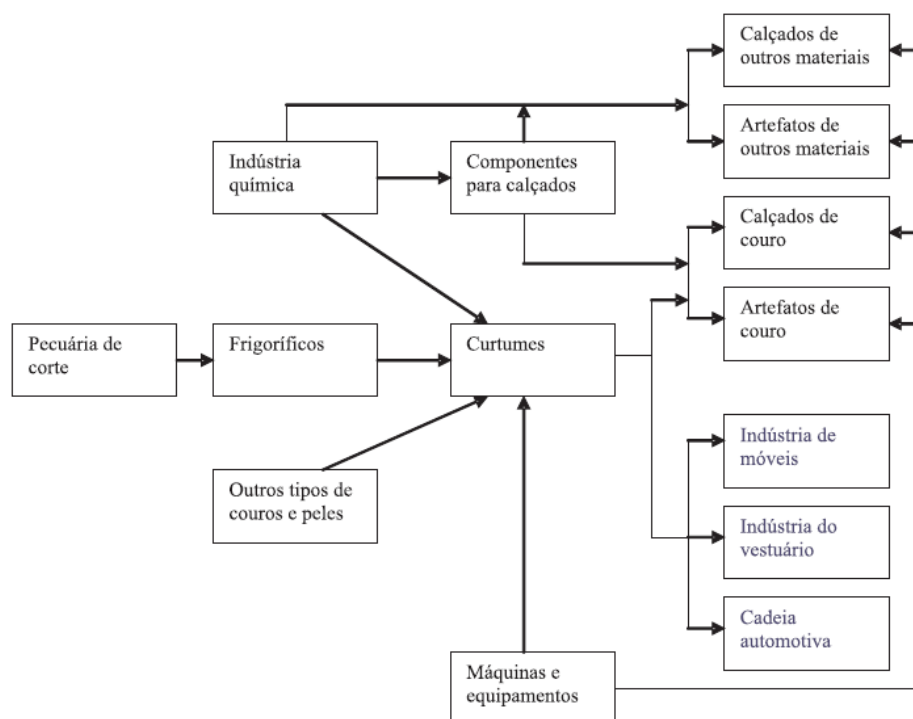 Calçados de
outros materiais
Artefatos de
outros materiais
Indústria
química
Componentes
para calçados
Calçados de
couro
Artefatos de
couro
Pecuária de
corte
Frigoríficos
Curtumes
Indústria de
móveis
Outros tipos de
couros e peles
Indústria do
vestuário
Cadeia
automotiva
Máquinas e
equipamentos